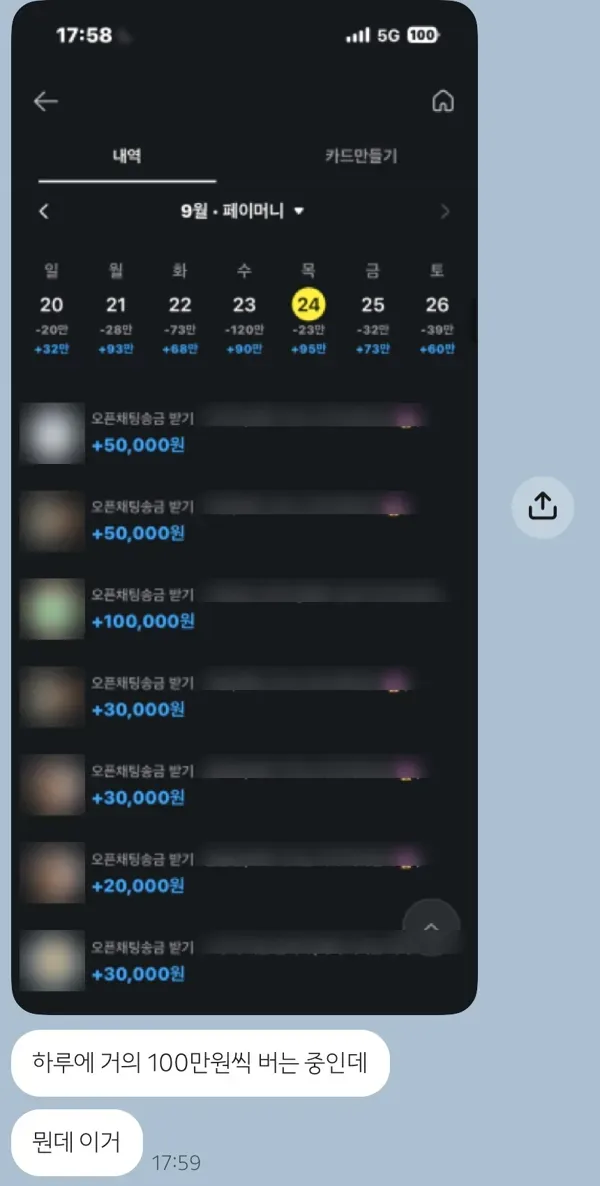 17:58
5G 100
내역 카드만들기
9월 · 페이머니
일 월 화 수 목 금 토
20 21 22 23 24 25 26
-20만 -28만 -73만 -120만 -23만 -32만 -39만
+32만 +93만 +68만 +90만 +95만 +73만 +60만
오픈채팅송금 받기
+50,000원
오픈채팅송금 받기
+50,000원
오픈채팅송금 받기
+100,000원
오픈채팅송금 받기
+30,000원
오픈채팅송금 받기
+30,000원
오픈채팅송금 받기
+20,000원
오픈채팅송금 받기
+30,000원
하루에 거의 100만원씩 버는 중인데
뭔데 이거
17:59